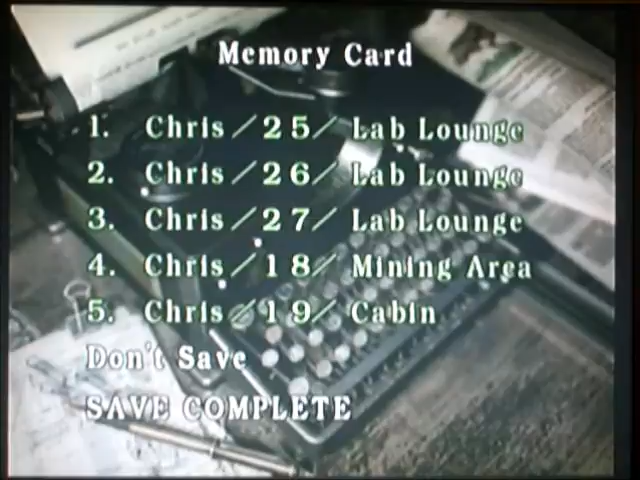 Memory Card
1. Chris/25/ Lab Lounge
2. Chris/26/ Lab Lounge
3. Chris/27/ Lab Lounge
4. Chris/18/ Mining Area
5. Chris/19/ Cabin
Don't Save
SAVE COMPLETE